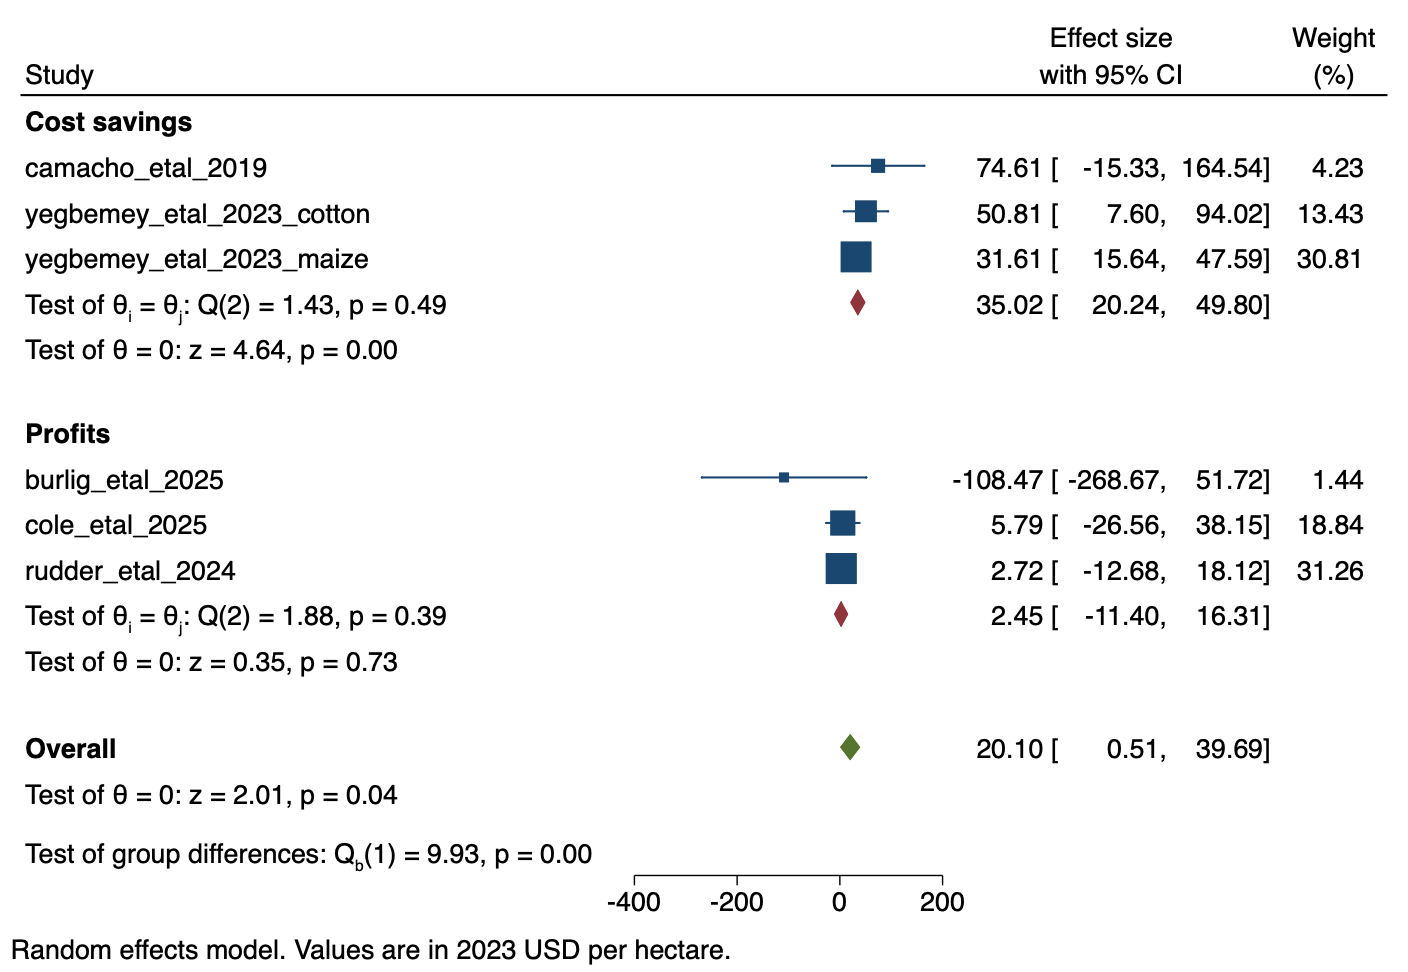 Study Effect size with 95% CI Weight (%)
Cost savings
camacho_etal_2019 74.61 [ -15.33, 164.54] 4.23
yegbemey_etal_2023_cotton 50.81 [ 7.60, 94.02] 13.43
yegbemey_etal_2023_maize 31.61 [ 15.64, 47.59] 30.81
Test of θi = θj: Q(2) = 1.43, p = 0.49 35.02 [ 20.24, 49.80]
Test of θ = 0: z = 4.64, p = 0.00
Profits
burlig_etal_2025 -108.47 [ -268.67, 51.72] 1.44
cole_etal_2025 5.79 [ -26.56, 38.15] 18.84
rudder_etal_2024 2.72 [ -12.68, 18.12] 31.26
Test of θi = θj: Q(2) = 1.88, p = 0.39 2.45 [ -11.40, 16.31]
Test of θ = 0: z = 0.35, p = 0.73
Overall 20.10 [ 0.51, 39.69]
Test of θ = 0: z = 2.01, p = 0.04
Test of group differences: Qb(1) = 9.93, p = 0.00
-400 -200 0 200
Random effects model. Values are in 2023 USD per hectare.